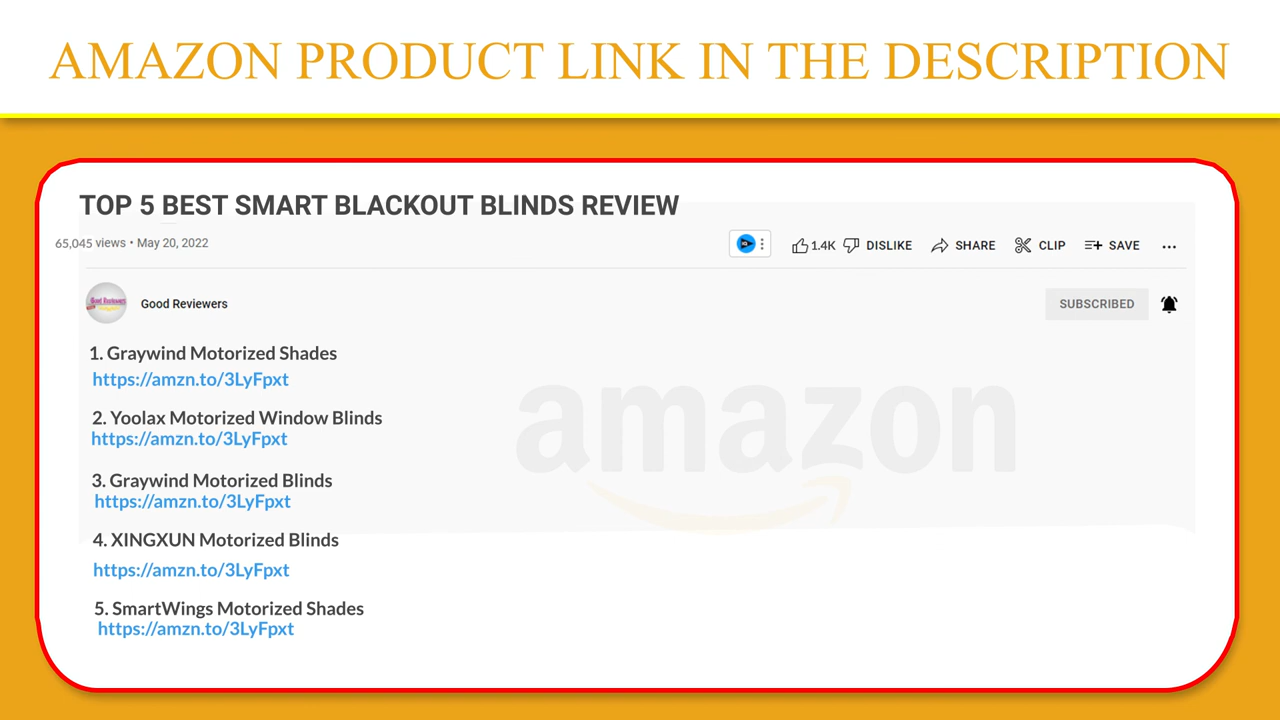 AMAZON PRODUCT LINK IN THE DESCRIPTION
TOP 5 BEST SMART BLACKOUT BLINDS REVIEW
65,045 views • May 20, 2022
1.4K DISLIKE SHARE CLIP SAVE ...
Good Reviewers
SUBSCRIBED
1. Graywind Motorized Shades
https://amzn.to/3LyFpxt
2. Yoolax Motorized Window Blinds
https://amzn.to/3LyFpxt
3. Graywind Motorized Blinds
https://amzn.to/3LyFpxt
4. XINGXUN Motorized Blinds
https://amzn.to/3LyFpxt
5. SmartWings Motorized Shades
https://amzn.to/3LyFpxt
amazon